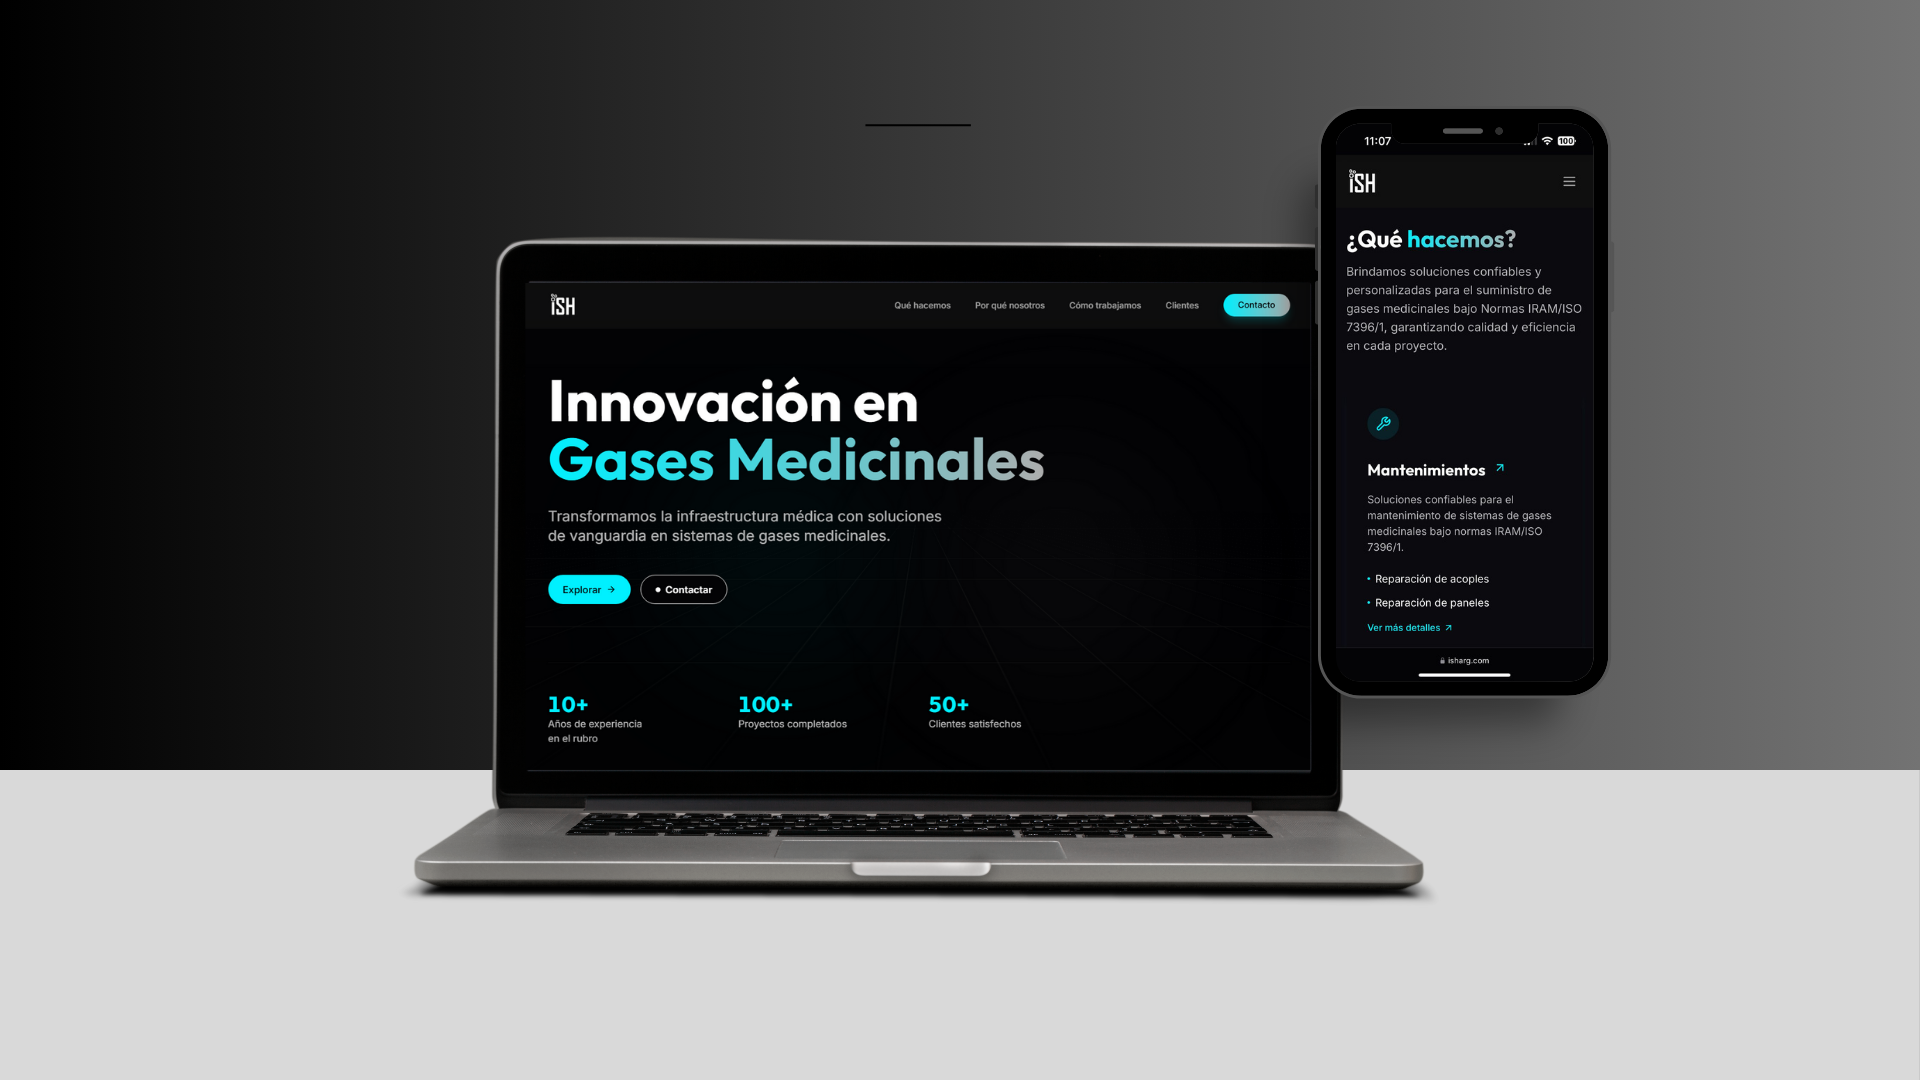 iSH
Qué hacemos
Por qué nosotros
Cómo trabajamos
Clientes
Contacto
Innovación en
Gases Medicinales
Transformamos la infraestructura médica con soluciones
de vanguardia en sistemas de gases medicinales.
Explorar →
Contactar
10+
Años de experiencia
en el rubro
100+
Proyectos completados
50+
Clientes satisfechos
11:07
100
iSH
¿Qué hacemos?
Brindamos soluciones confiables y
personalizadas para el suministro de
gases medicinales bajo Normas IRAM/ISO
7396/1, garantizando calidad y eficiencia
en cada proyecto.
Mantenimientos
Soluciones confiables para el
mantenimiento de sistemas de gases
medicinales bajo normas IRAM/ISO
7396/1.
• Reparación de acoples
• Reparación de paneles
Ver más detalles
isharg.com